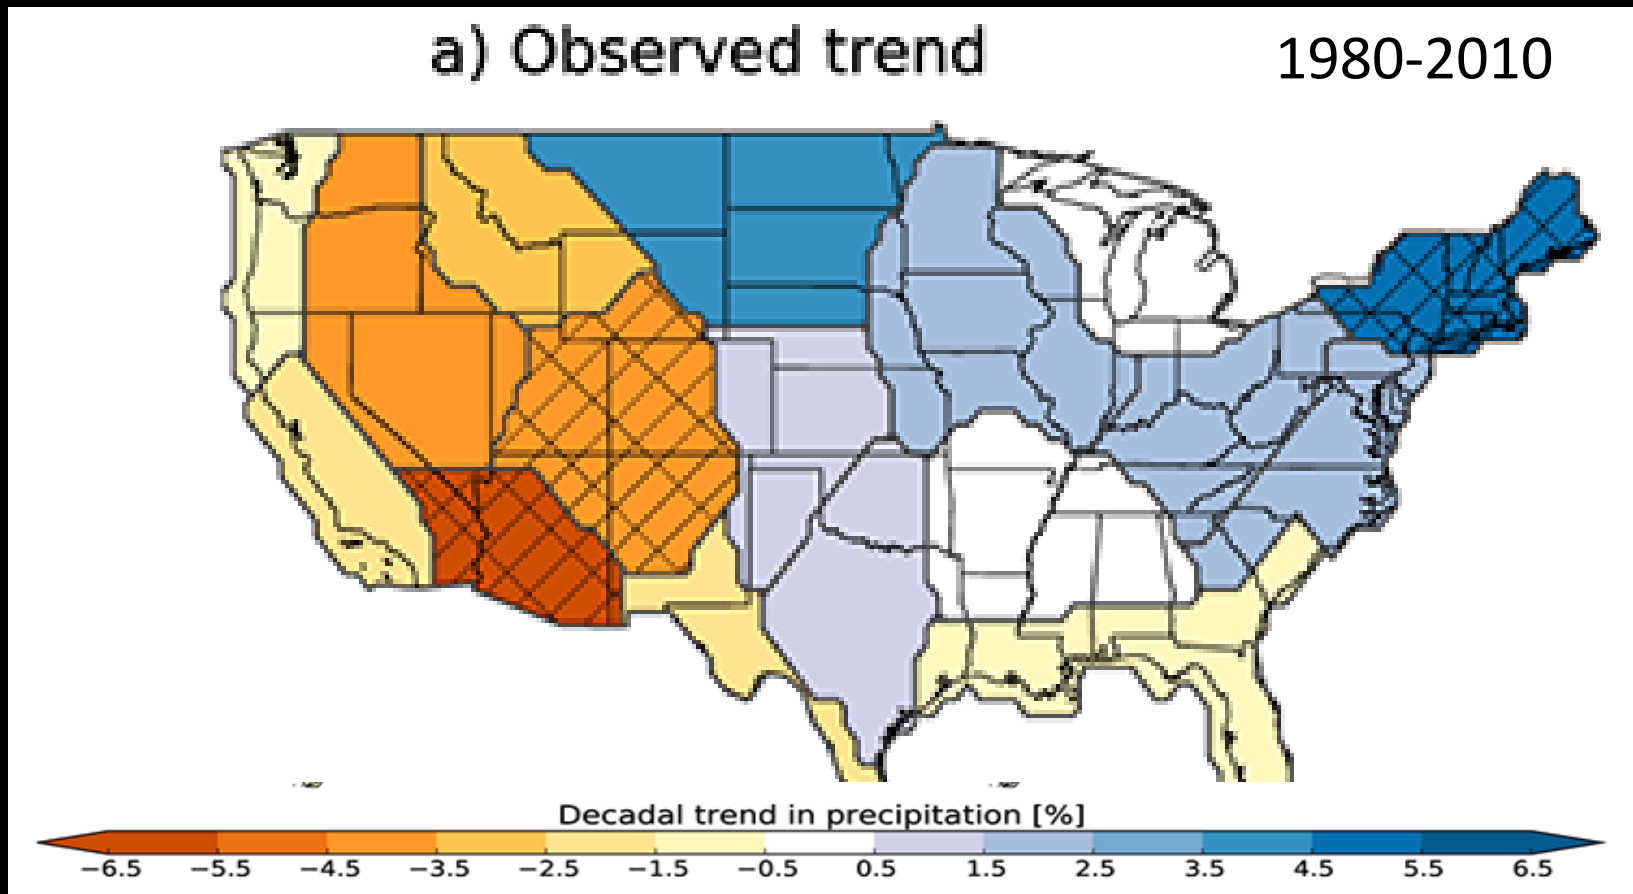 a) Observed trend
1980-2010
Decadal trend in precipitation [%]
−6.5 −5.5 −4.5 −3.5 −2.5 −1.5 −0.5 0.5 1.5 2.5 3.5 4.5 5.5 6.5